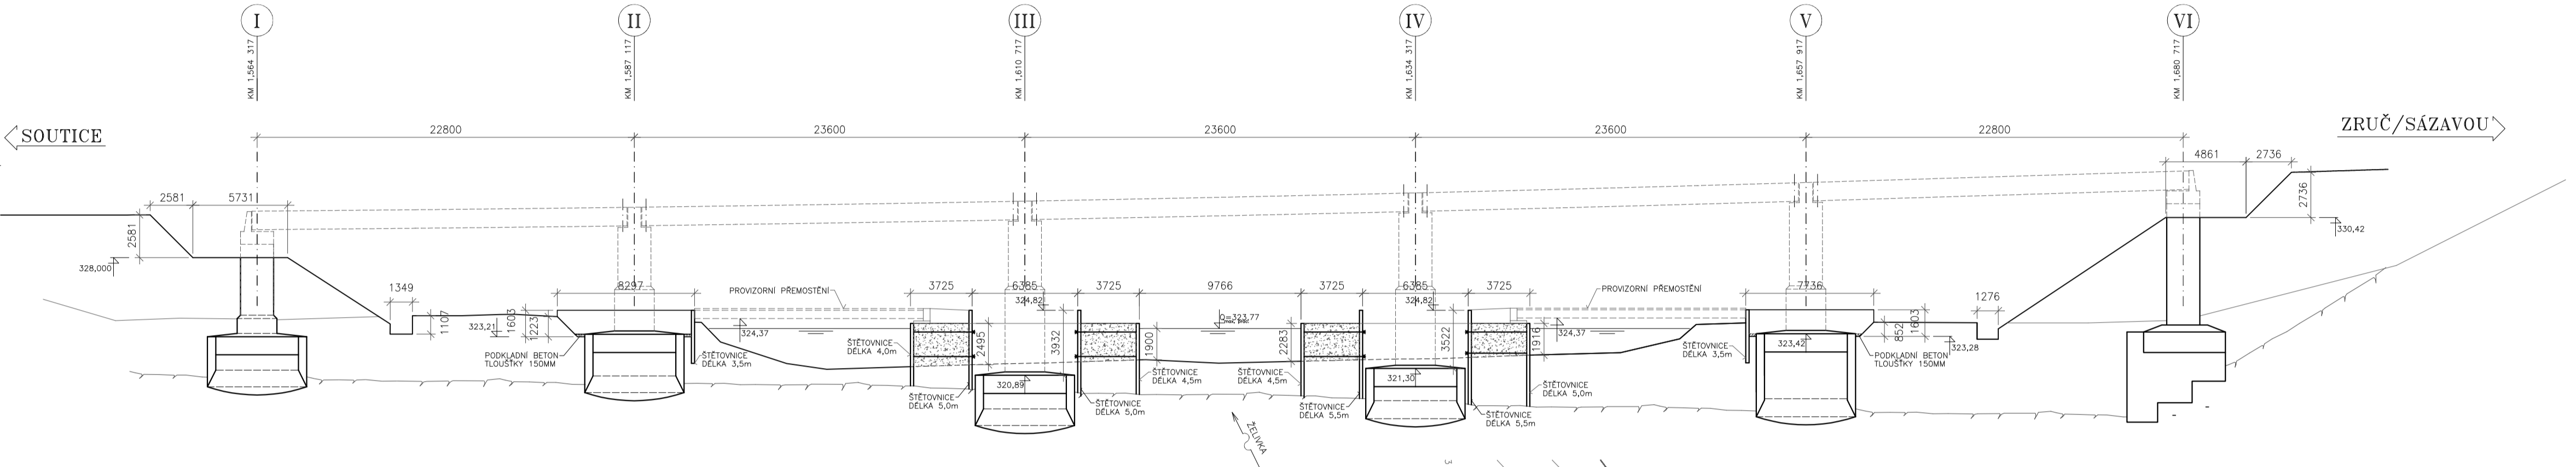 I
II
III
IV
V
VI
KM 1,564 317
KM 1,587 117
KM 1,610 717
KM 1,634 317
KM 1,657 917
KM 1,680 717
SOUTICE
ZRUČ/SÁZAVOU
22800
23600
23600
23600
22800
2581
5731
4861
2736
2581
2736
328,000
330,42
1349
8297
PROVIZORNÍ PŘEMOSTĚNÍ
3725
6385
3725
9766
3725
6385
3725
PROVIZORNÍ PŘEMOSTĚNÍ
7736
1276
324,82
324,82
1107
323,21
1603
1223
324,37
2495
3932
1900
Q=323,77
2283
3522
1916
324,37
852
1603
323,28
PODKLADNÍ BETON
TLOUŠTKY 150MM
ŠTĚTOVNICE
DÉLKA 3,5m
ŠTĚTOVNICE
DÉLKA 4,0m
ŠTĚTOVNICE
DÉLKA 5,0m
320,89
ŠTĚTOVNICE
DÉLKA 5,0m
ŠTĚTOVNICE
DÉLKA 4,5m
ŠTĚTOVNICE
DÉLKA 4,5m
ŠTĚTOVNICE
DÉLKA 5,5m
321,30
ŠTĚTOVNICE
DÉLKA 5,5m
ŠTĚTOVNICE
DÉLKA 5,0m
ŠTĚTOVNICE
DÉLKA 3,5m
323,42
PODKLADNÍ BETON
TLOUŠTKY 150MM
ŽELIVKA